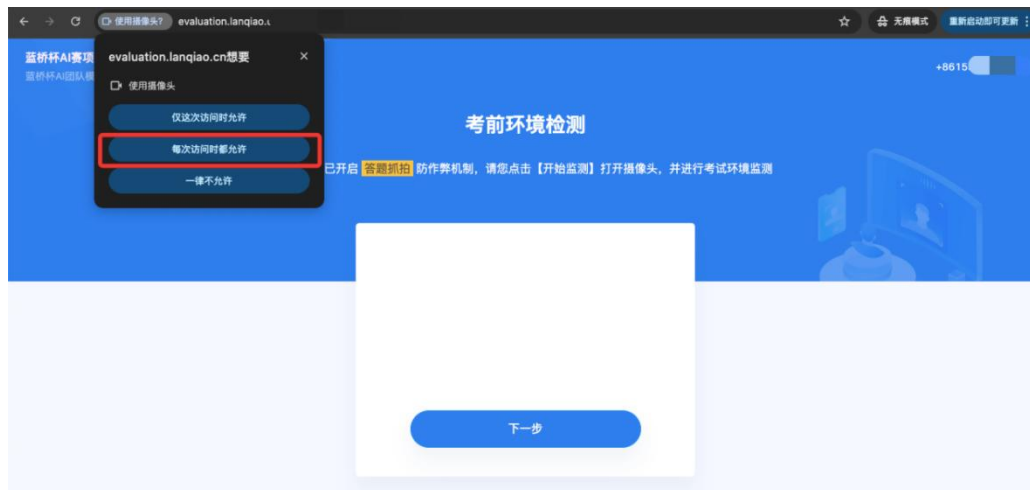 使用摄像头?
evaluation.lanqiao.c
无痕模式
重新启动即可更新
蓝桥杯AI赛项
蓝桥杯AI团队模
evaluation.lanqiao.cn想要
使用摄像头
仅这次访问时允许
每次访问时都允许
一律不允许
+8615
考前环境检测
已开启 答题抓拍 防作弊机制，请您点击【开始监测】打开摄像头，并进行考试环境监测
下一步